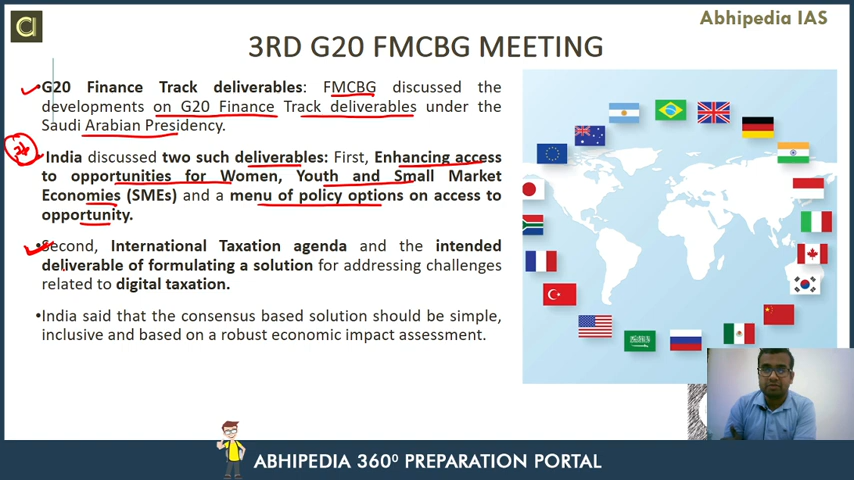 Abhipedia IAS
3RD G20 FMCBG MEETING
•G20 Finance Track deliverables: FMCBG discussed the
developments on G20 Finance Track deliverables under the
Saudi Arabian Presidency.
•India discussed two such deliverables: First, Enhancing access
to opportunities for Women, Youth and Small Market
Economies (SMEs) and a menu of policy options on access to
opportunity.
•Second, International Taxation agenda and the intended
deliverable of formulating a solution for addressing challenges
related to digital taxation.
•India said that the consensus based solution should be simple,
inclusive and based on a robust economic impact assessment.
ABHIPEDIA 360⁰ PREPARATION PORTAL